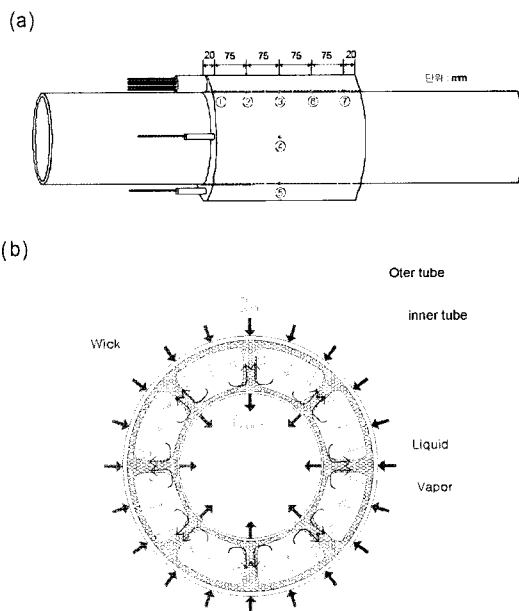 (a)
20 75 75 75 75 20
단위 : mm
① ② ③ ⑥ ⑦
④
⑤
(b)
Oter tube
inner tube
Wick
Liquid
Vapor